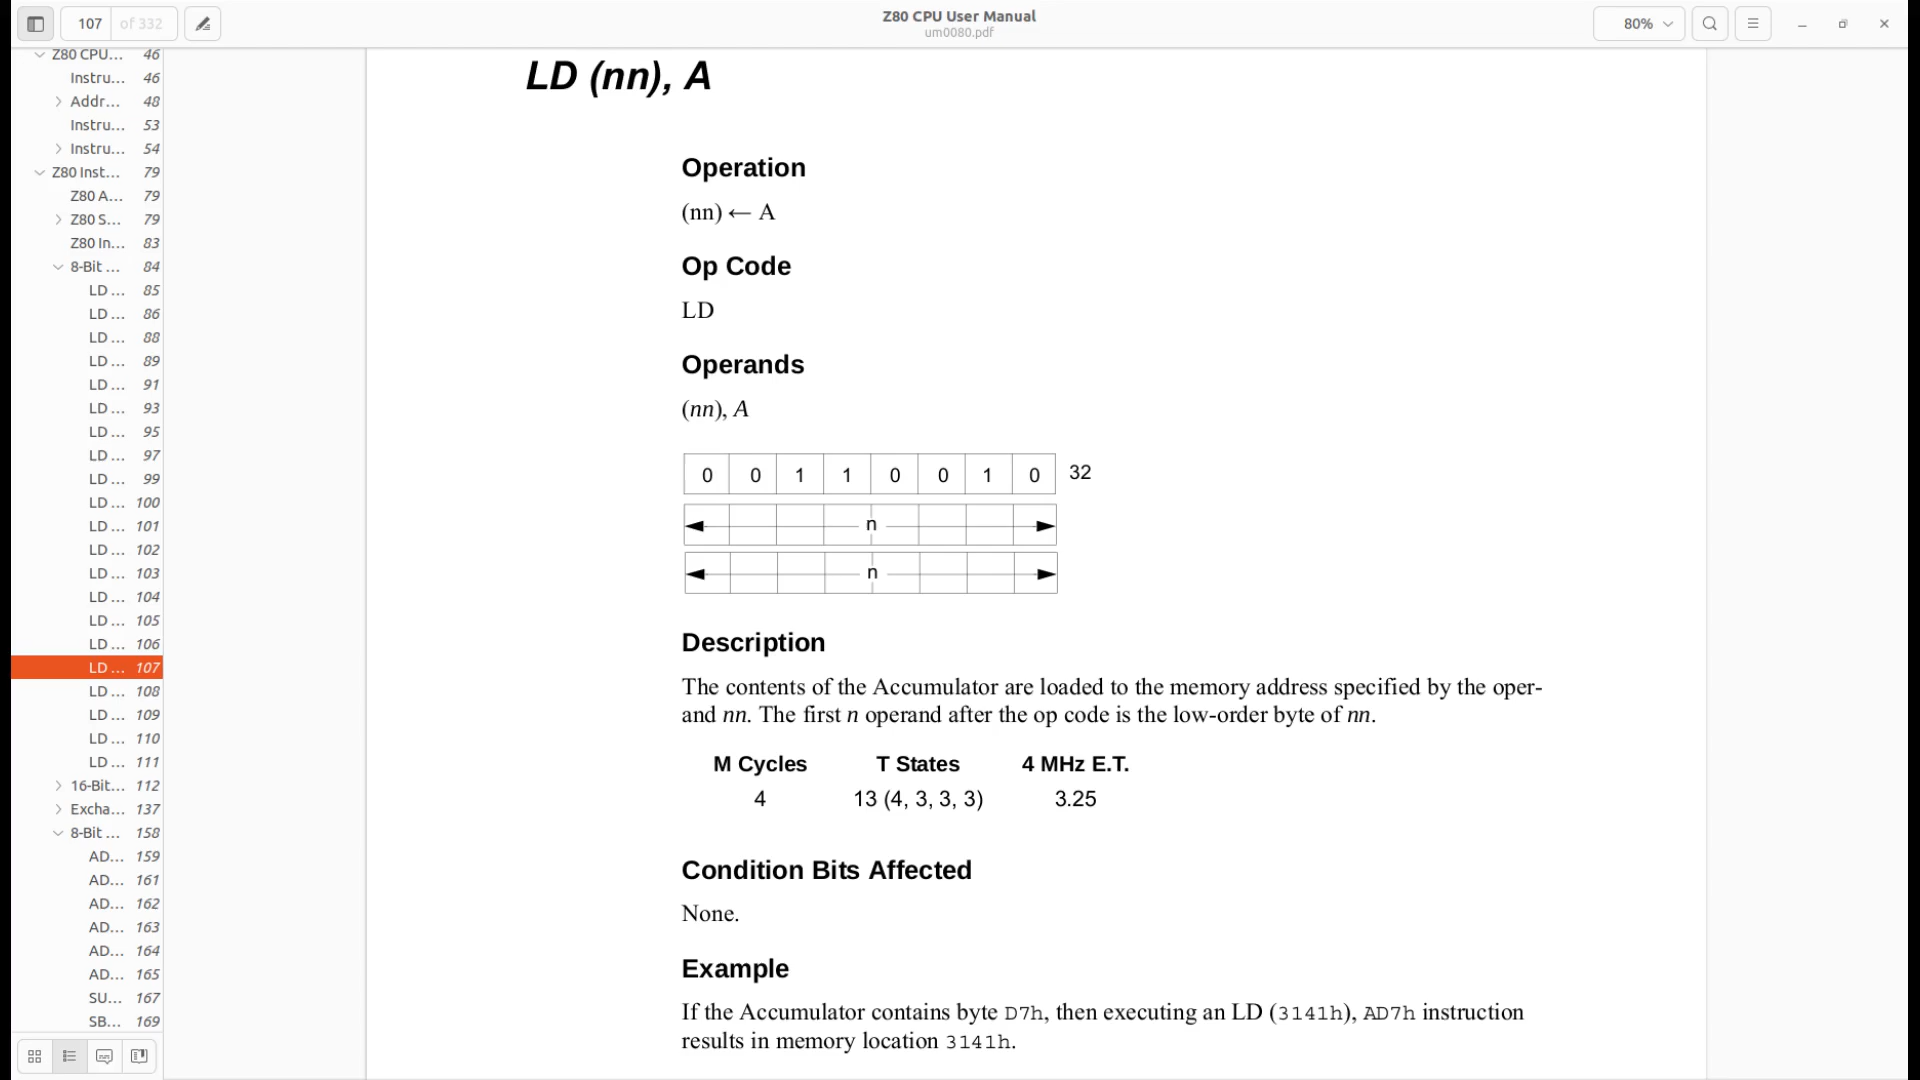 107 of 332
Z80 CPU User Manual
um0080.pdf
80%
Z80 CPU... 46
Instru... 46
Addr... 48
Instru... 53
Instru... 54
Z80 Inst... 79
Z80 A... 79
Z80 S... 79
Z80 In... 83
8-Bit ... 84
LD ... 85
LD ... 86
LD ... 88
LD ... 89
LD ... 91
LD ... 93
LD ... 95
LD ... 97
LD ... 99
LD ... 100
LD ... 101
LD ... 102
LD ... 103
LD ... 104
LD ... 105
LD ... 106
LD ... 107
LD ... 108
LD ... 109
LD ... 110
LD ... 111
16-Bit... 112
Excha... 137
8-Bit ... 158
AD... 159
AD... 161
AD... 162
AD... 163
AD... 164
AD... 165
SU... 167
SB... 169
LD (nn), A
Operation
(nn) ← A
Op Code
LD
Operands
(nn), A
0 0 1 1 0 0 1 0 32
n
n
Description
The contents of the Accumulator are loaded to the memory address specified by the oper-
and nn. The first n operand after the op code is the low-order byte of nn.
M Cycles T States 4 MHz E.T.
4 13 (4, 3, 3, 3) 3.25
Condition Bits Affected
None.
Example
If the Accumulator contains byte D7h, then executing an LD (3141h), AD7h instruction
results in memory location 3141h.